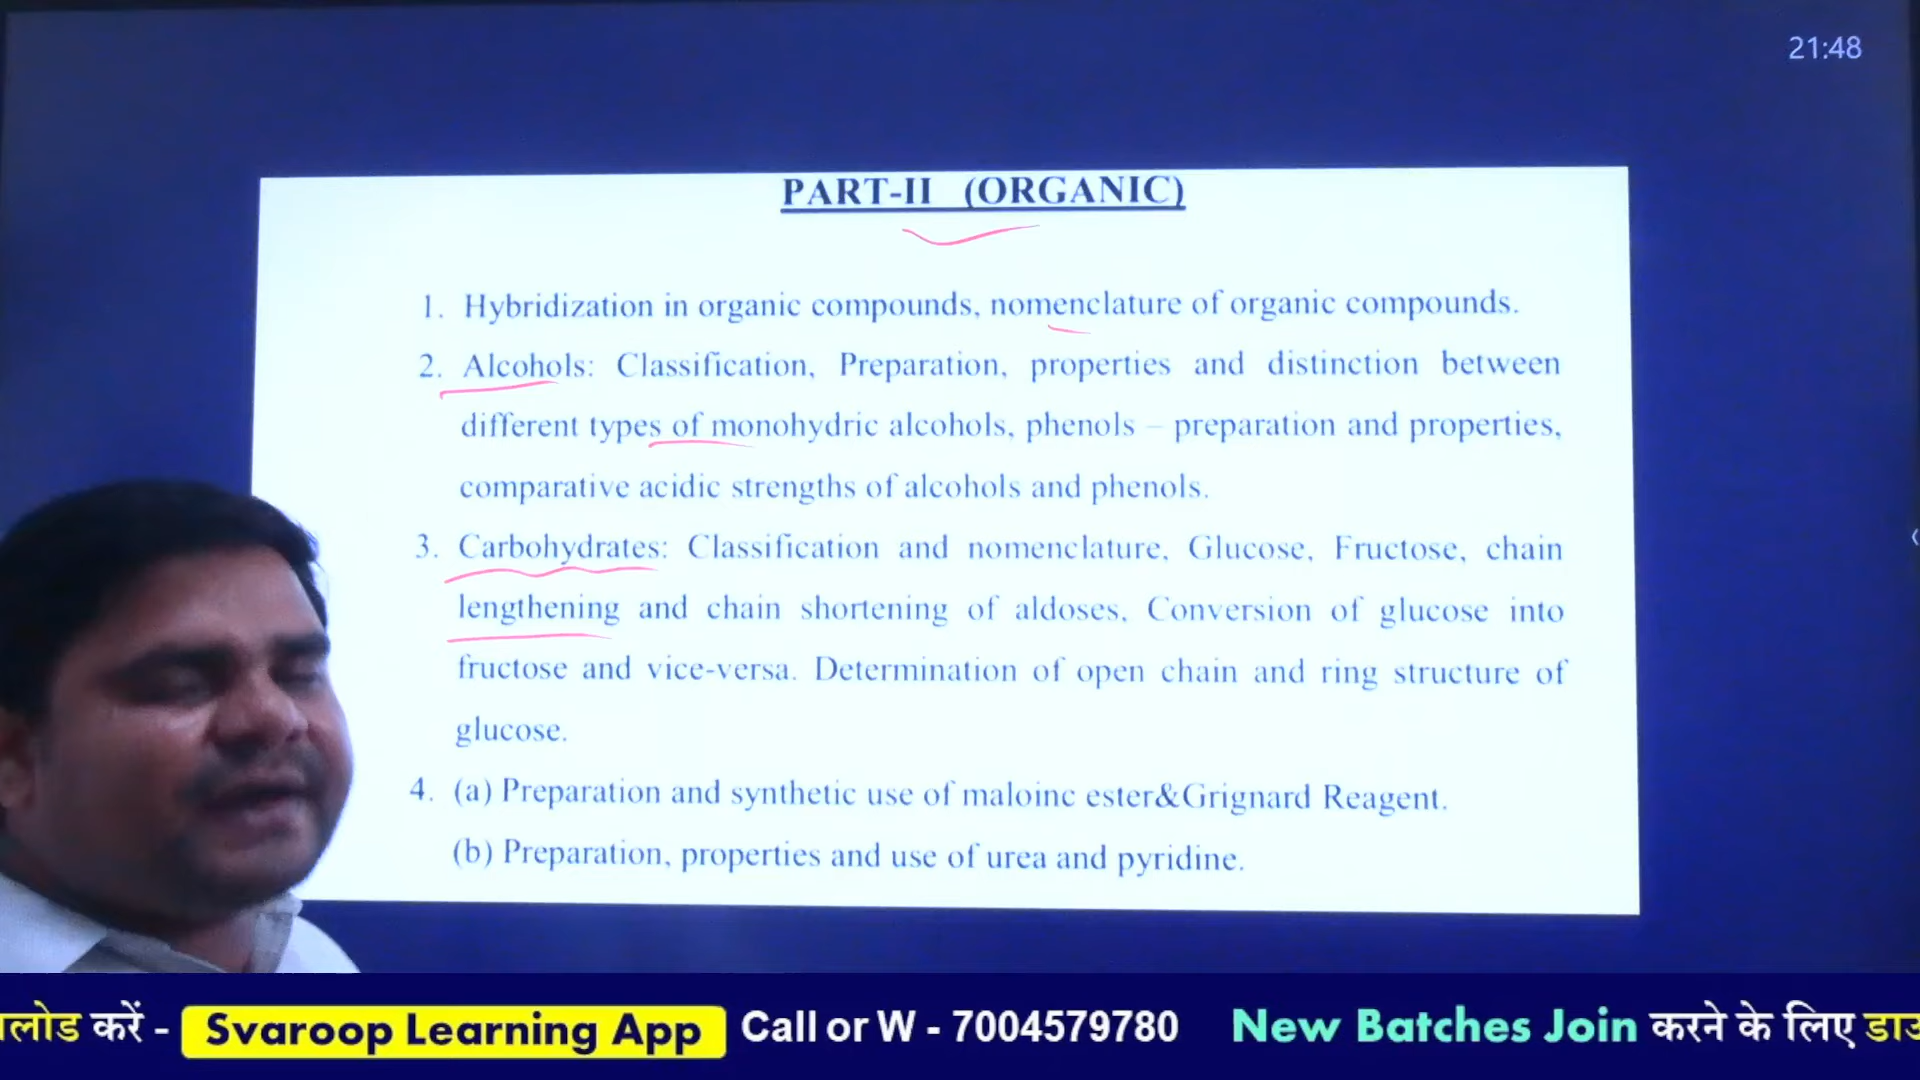 21:48
PART-II (ORGANIC)
1. Hybridization in organic compounds, nomenclature of organic compounds.
2. Alcohols: Classification, Preparation, properties and distinction between
different types of monohydric alcohols, phenols – preparation and properties,
comparative acidic strengths of alcohols and phenols.
3. Carbohydrates: Classification and nomenclature, Glucose, Fructose, chain
lengthening and chain shortening of aldoses, Conversion of glucose into
fructose and vice-versa. Determination of open chain and ring structure of
glucose.
4. (a) Preparation and synthetic use of maloinc ester&Grignard Reagent.
(b) Preparation, properties and use of urea and pyridine.
लोड करें - Svaroop Learning App Call or W - 7004579780 New Batches Join करने के लिए डाउ